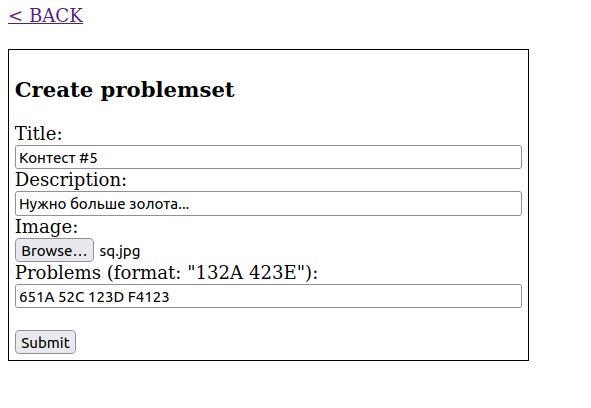 < BACK
Create problemset
Title:
Контест #5
Description:
Нужно больше золота...
Image:
Browse... sq.jpg
Problems (format: "132A 423E"):
651A 52C 123D F4123
Submit